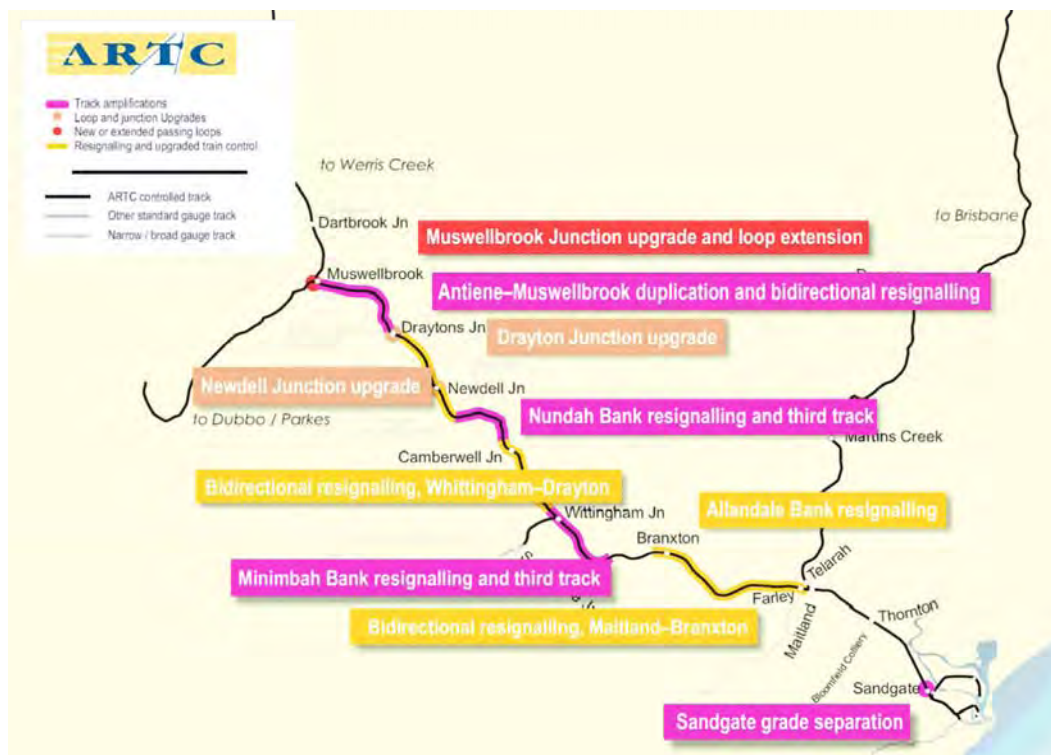 ARTC
Track amplifications
Loop and junction Upgrades
New or extended passing loops
Resignalling and upgraded train control
ARTC controlled track
Other standard gauge track
Narrow / broad gauge track
to Werris Creek
Dartbrook Jn
to Brisbane
Muswellbrook Junction upgrade and loop extension
Muswellbrook
Antiene–Muswellbrook duplication and bidirectional resignalling
Draytons Jn
Drayton Junction upgrade
Newdell Junction upgrade
Newdell Jn
to Dubbo / Parkes
Nundah Bank resignalling and third track
Martins Creek
Camberwell Jn
Bidirectional resignalling, Whittingham–Drayton
Allandale Bank resignalling
Wittingham Jn
Branxton
Telarah
Minimbah Bank resignalling and third track
Farley
Maitland
Thornton
Bidirectional resignalling, Maitland–Branxton
Bloomfield Colliery
Sandgate
Sandgate grade separation